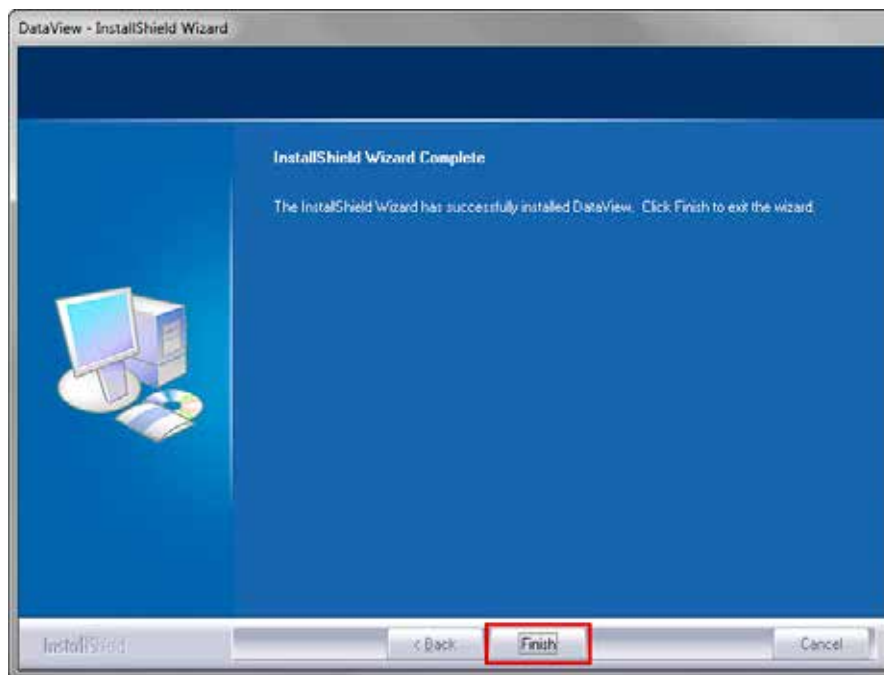 DataView - InstallShield Wizard
InstallShield Wizard Complete
The InstallShield Wizard has successfully installed DataView. Click Finish to exit the wizard.
InstallShield
< Back
Finish
Cancel